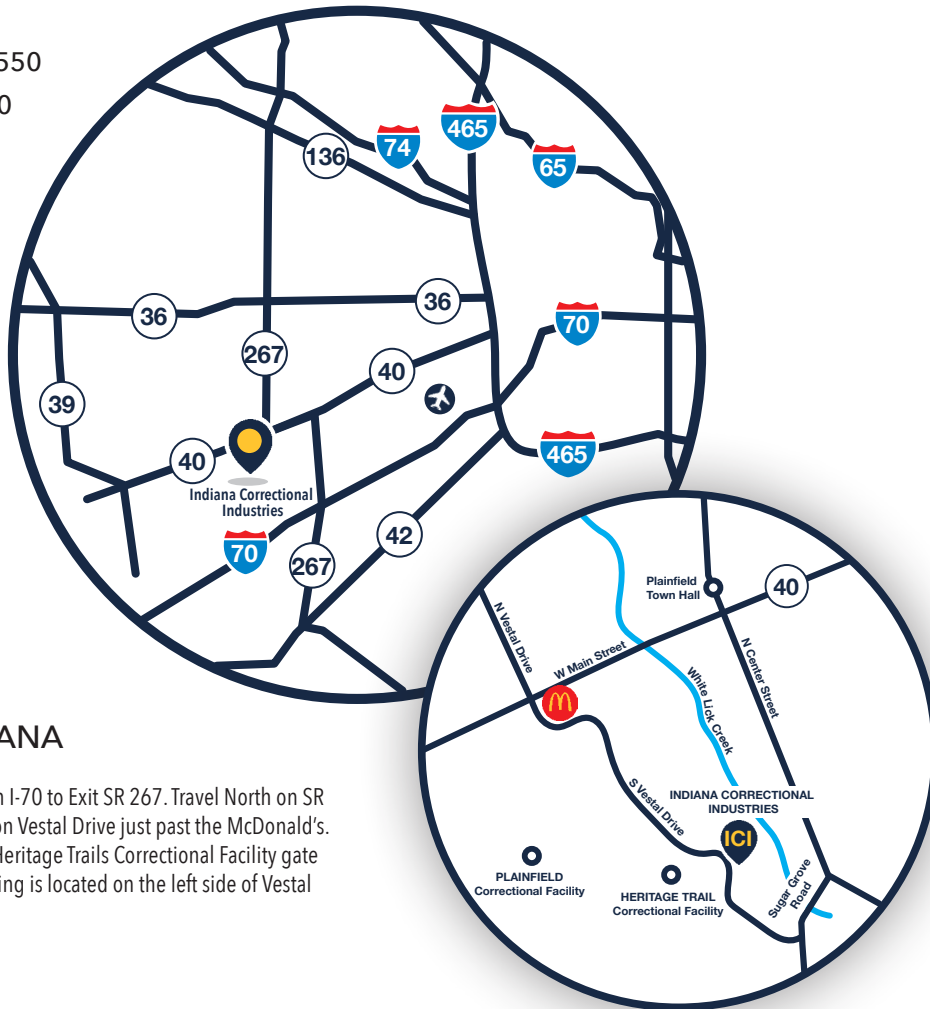 550
0
465
74
65
136
36
36
70
267
40
39
465
40
Indiana Correctional
Industries
42
70
267
Plainfield
Town Hall
40
N Vestal Drive
W Main Street
N Center Street
White Lick Creek
S Vestal Drive
INDIANA CORRECTIONAL
INDUSTRIES
ICI
PLAINFIELD
Correctional Facility
HERITAGE TRAIL
Correctional Facility
Sugar Grove
Road
ANA
I-70 to Exit SR 267. Travel North on SR
on Vestal Drive just past the McDonald's.
Heritage Trails Correctional Facility gate
ing is located on the left side of Vestal